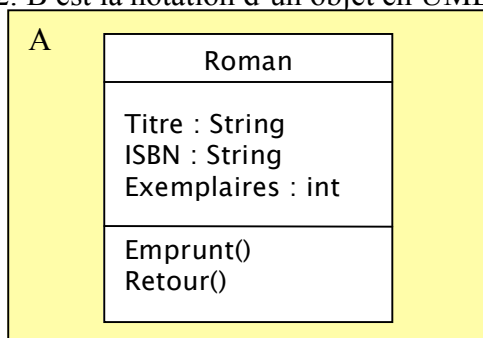 2. B est la notation d'un objet en UML
A
Roman
Titre : String
ISBN : String
Exemplaires : int
Emprunt()
Retour()